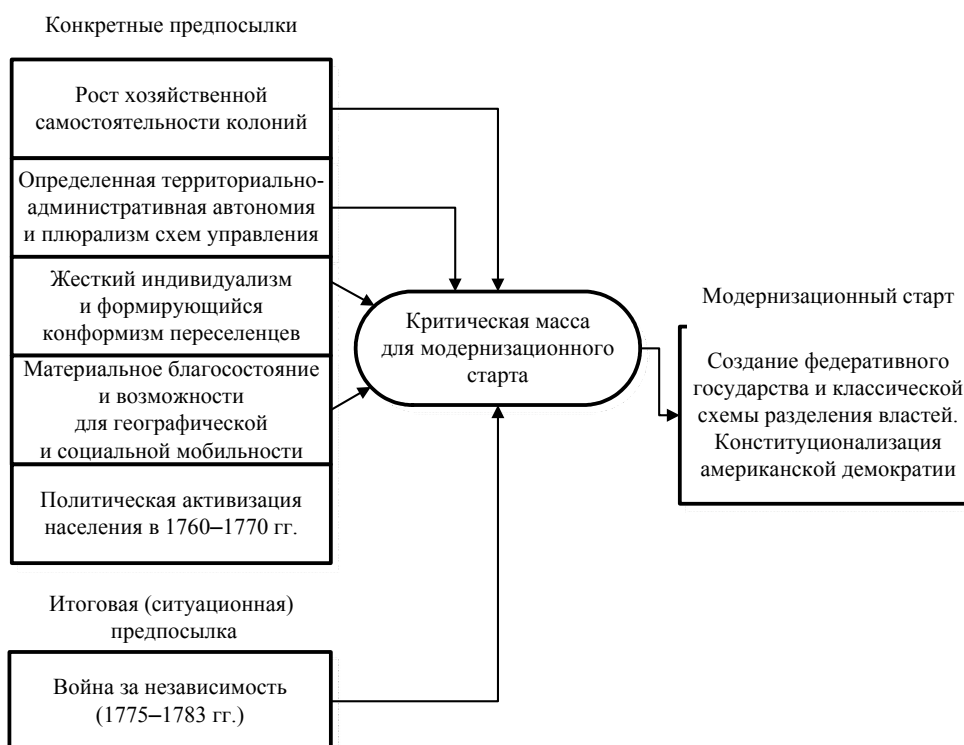 Конкретные предпосылки
Рост хозяйственной
самостоятельности колоний
Определенная территориально-
административная автономия
и плюрализм схем управления
Жесткий индивидуализм
и формирующийся
конформизм переселенцев
Материальное благосостояние
и возможности
для географической
и социальной мобильности
Политическая активизация
населения в 1760–1770 гг.
Итоговая (ситуационная)
предпосылка
Война за независимость
(1775–1783 гг.)
Критическая масса
для модернизационного
старта
Модернизационный старт
Создание федеративного
государства и классической
схемы разделения властей.
Конституционализация
американской демократии